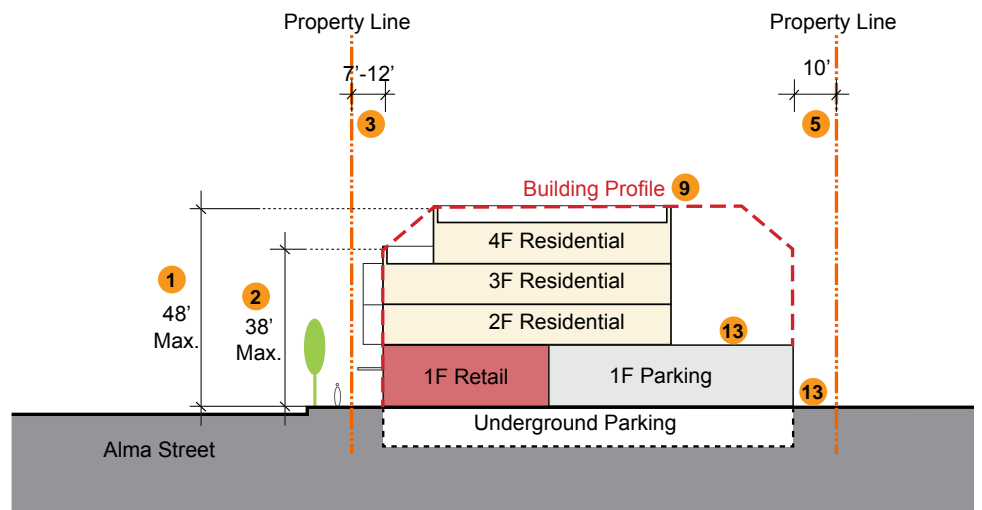 Property Line
Property Line
7'-12'
10'
3
5
Building Profile 9
4F Residential
1
48'
Max.
2
38'
Max.
3F Residential
2F Residential
13
1F Retail
1F Parking
13
Underground Parking
Alma Street